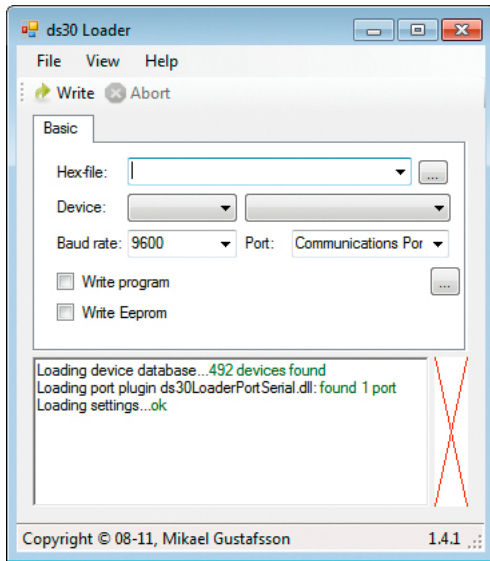 ds30 Loader
File View Help
Write Abort
Basic
Hex-file: ...
Device:
Baud rate: 9600 Port: Communications Por
Write program ...
Write Eeprom
Loading device database...492 devices found
Loading port plugin ds30LoaderPortSerial.dll: found 1 port
Loading settings...ok
Copyright © 08-11, Mikael Gustafsson 1.4.1